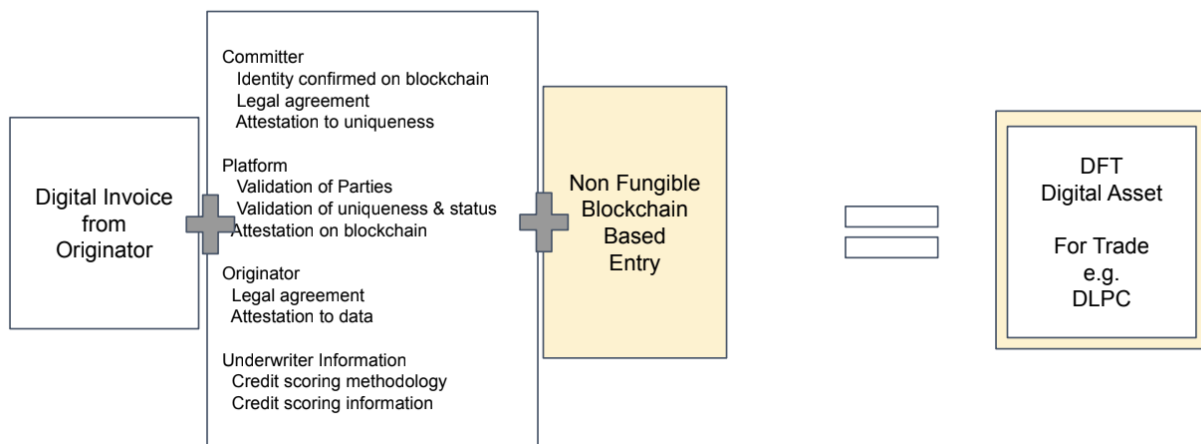 Digital Invoice
from
Originator
Committer
Identity confirmed on blockchain
Legal agreement
Attestation to uniqueness
Platform
Validation of Parties
Validation of uniqueness & status
Attestation on blockchain
Originator
Legal agreement
Attestation to data
Underwriter Information
Credit scoring methodology
Credit scoring information
Non Fungible
Blockchain
Based
Entry
DFT
Digital Asset
For Trade
e.g.
DLPC